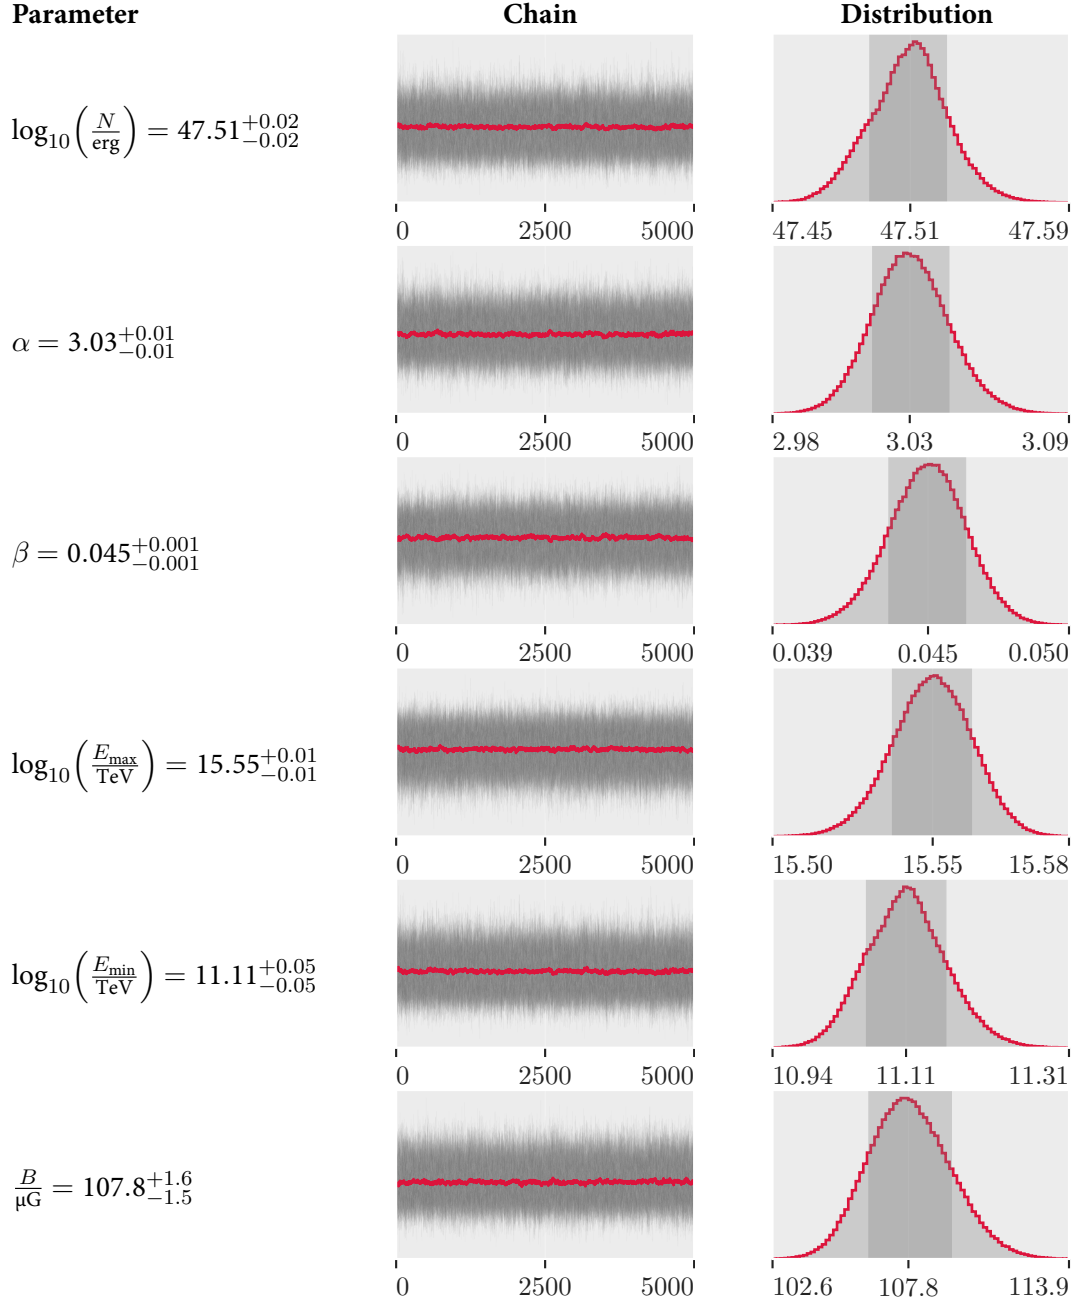 Parameter Chain Distribution
log₁₀(N/erg) = 47.51 +0.02 −0.02
0 2500 5000 47.45 47.51 47.59
α = 3.03 +0.01 −0.01
0 2500 5000 2.98 3.03 3.09
β = 0.045 +0.001 −0.001
0 2500 5000 0.039 0.045 0.050
log₁₀(E_max/TeV) = 15.55 +0.01 −0.01
0 2500 5000 15.50 15.55 15.58
log₁₀(E_min/TeV) = 11.11 +0.05 −0.05
0 2500 5000 10.94 11.11 11.31
B/µG = 107.8 +1.6 −1.5
0 2500 5000 102.6 107.8 113.9